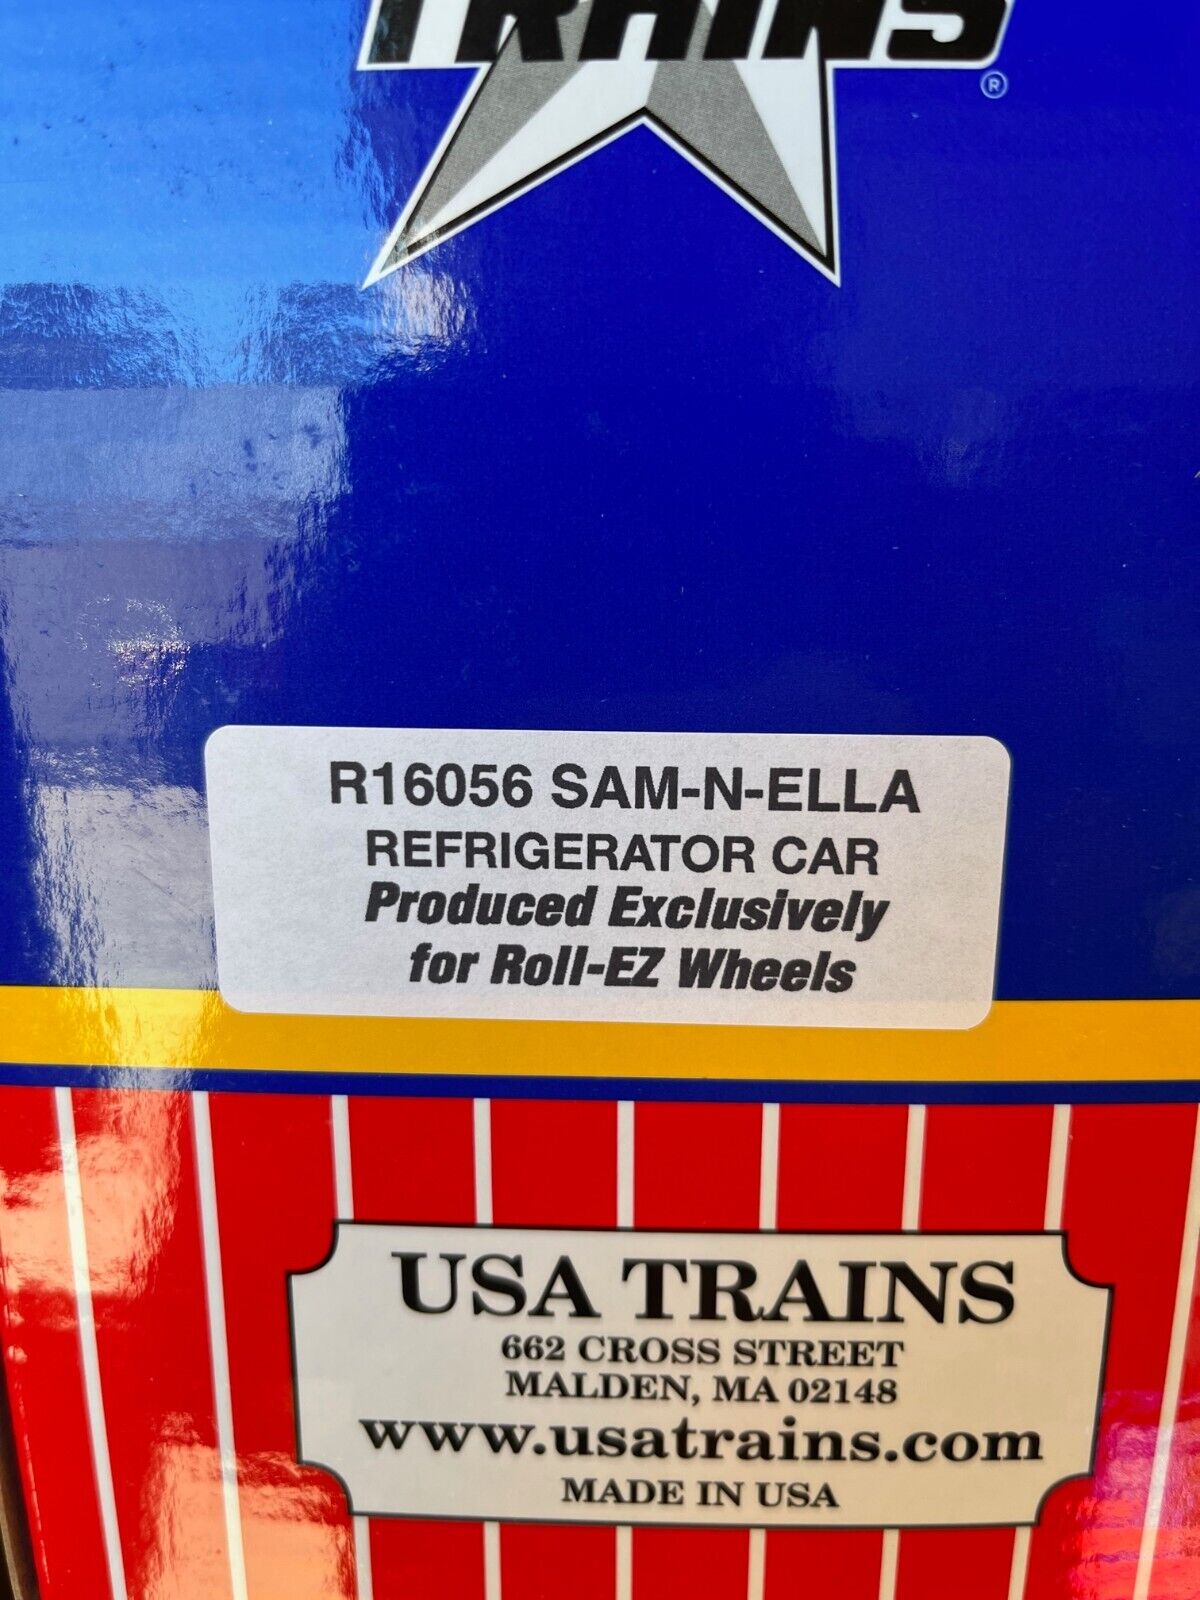 TRAINS
®
R16056 SAM-N-ELLA
REFRIGERATOR CAR
Produced Exclusively
for Roll-EZ Wheels
USA TRAINS
662 CROSS STREET
MALDEN, MA 02148
www.usatrains.com
MADE IN USA